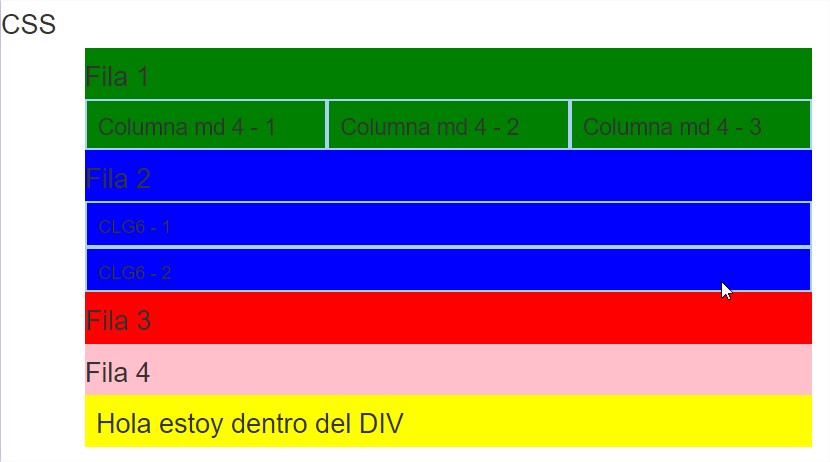 CSS
Fila 1
Columna md 4 - 1
Columna md 4 - 2
Columna md 4 - 3
Fila 2
CLG6 - 1
CLG6 - 2
Fila 3
Fila 4
Hola estoy dentro del DIV